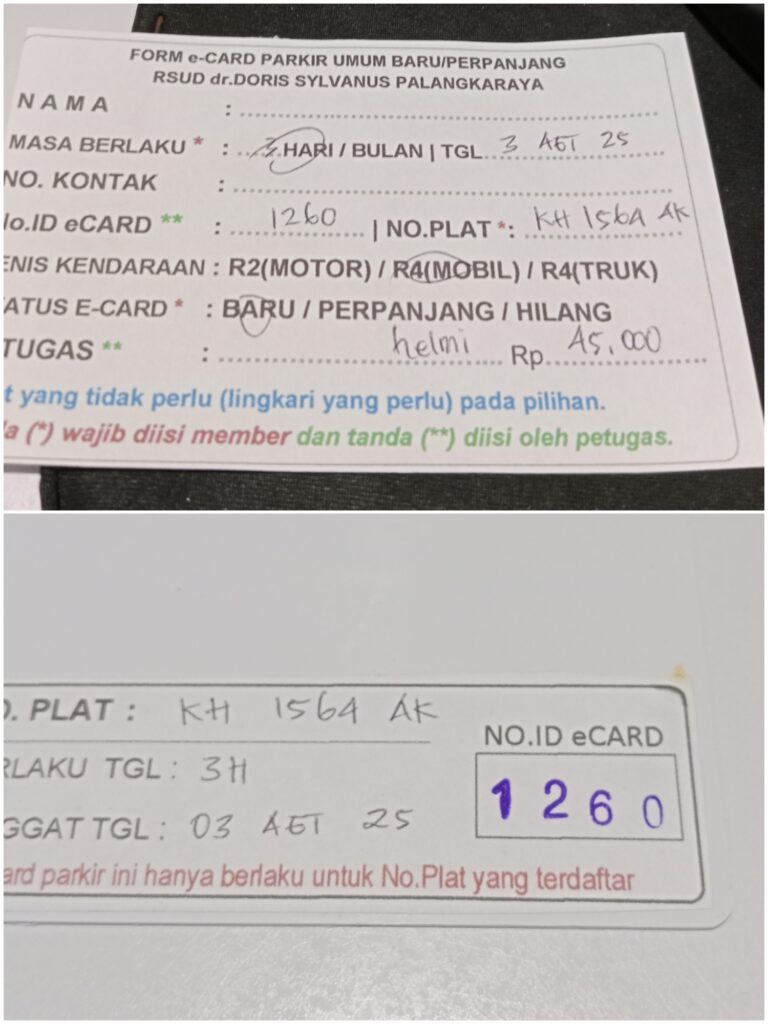 FORM e-CARD PARKIR UMUM BARU/PERPANJANG
RSUD dr.DORIS SYLVANUS PALANGKARAYA
NAMA :
MASA BERLAKU * : 3.HARI / BULAN | TGL. 3 AGT 25
NO. KONTAK :
No.ID eCARD ** : 1260 | NO.PLAT *: KH 1564 AK
ENIS KENDARAAN : R2(MOTOR) / R4(MOBIL) / R4(TRUK)
ATUS E-CARD * : BARU / PERPANJANG / HILANG
TUGAS ** : helmi Rp. 45.000
t yang tidak perlu (lingkari yang perlu) pada pilihan.
a (*) wajib diisi member dan tanda (**) diisi oleh petugas.
O. PLAT : KH 1564 AK
NO.ID eCARD
RLAKU TGL : 3H
1260
GGAT TGL : 03 AGT 25
ard parkir ini hanya berlaku untuk No.Plat yang terdaftar